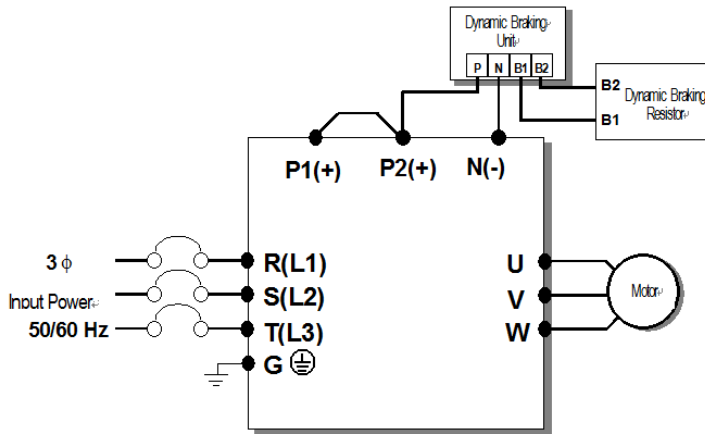 Dynamic Braking
Unit
P N B1 B2
B2
Dynamic Braking
Resistor
B1
P1(+) P2(+) N(-)
3 ϕ
Input Power
50/60 Hz
R(L1)
S(L2)
T(L3)
G
U
V
W
Motor